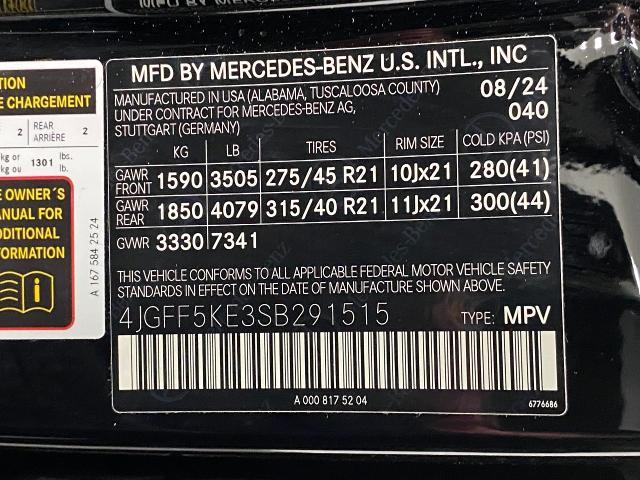 MFD BY MERCEDES-BENZ U.S. INTL., INC
MANUFACTURED IN USA (ALABAMA, TUSCALOOSA COUNTY)
UNDER CONTRACT FOR MERCEDES-BENZ AG,
STUTTGART (GERMANY)
08/24
040
KG LB TIRES RIM SIZE COLD KPA (PSI)
GAWR FRONT 1590 3505 275/45 R21 10Jx21 280(41)
GAWR REAR 1850 4079 315/40 R21 11Jx21 300(44)
GVWR 3330 7341
THIS VEHICLE CONFORMS TO ALL APPLICABLE FEDERAL MOTOR VEHICLE SAFETY
STANDARDS IN EFFECT ON THE DATE OF MANUFACTURE SHOWN ABOVE.
4JGFF5KE3SB291515 TYPE: MPV
A 000 817 52 04
6776686
CHARGEMENT
2 REAR ARRIÈRE 2
kg or 1301 lbs.
kg ou lb.
OWNER´S
MANUAL FOR
A 167 584 25 24